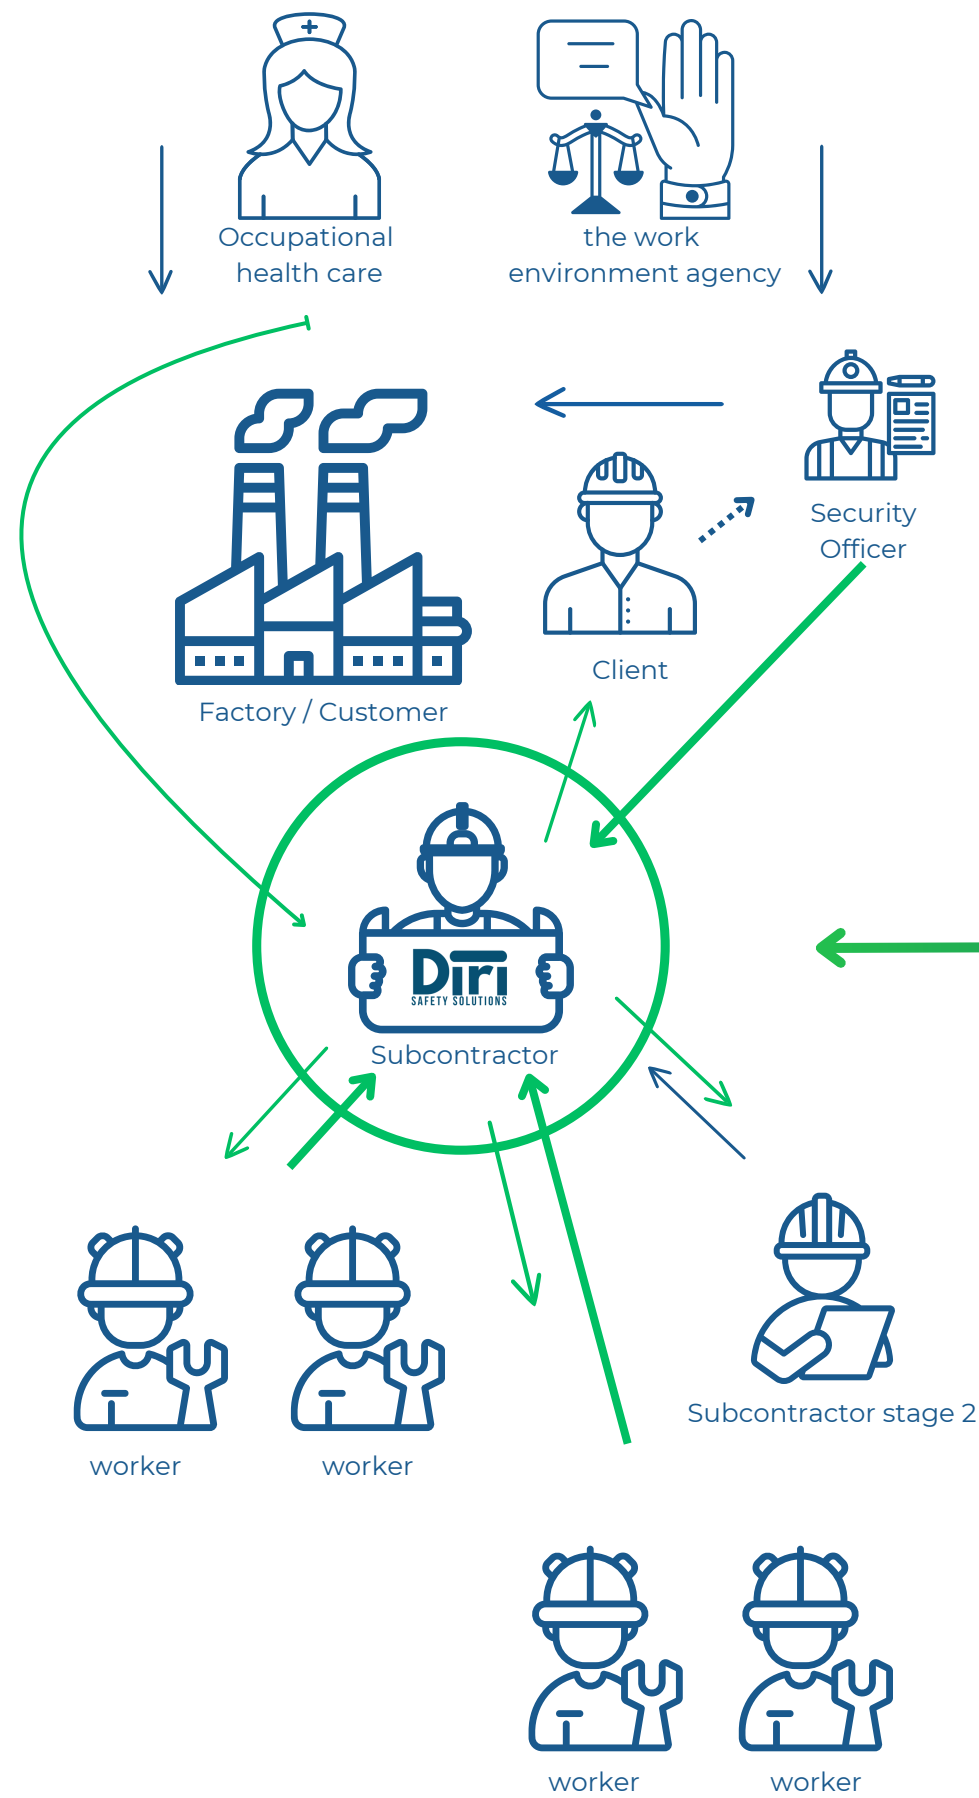 Occupational
health care
the work
environment agency
Security
Officer
Client
Factory / Customer
Diri
SAFETY SOLUTIONS
Subcontractor
Subcontractor stage 2
worker
worker
worker
worker